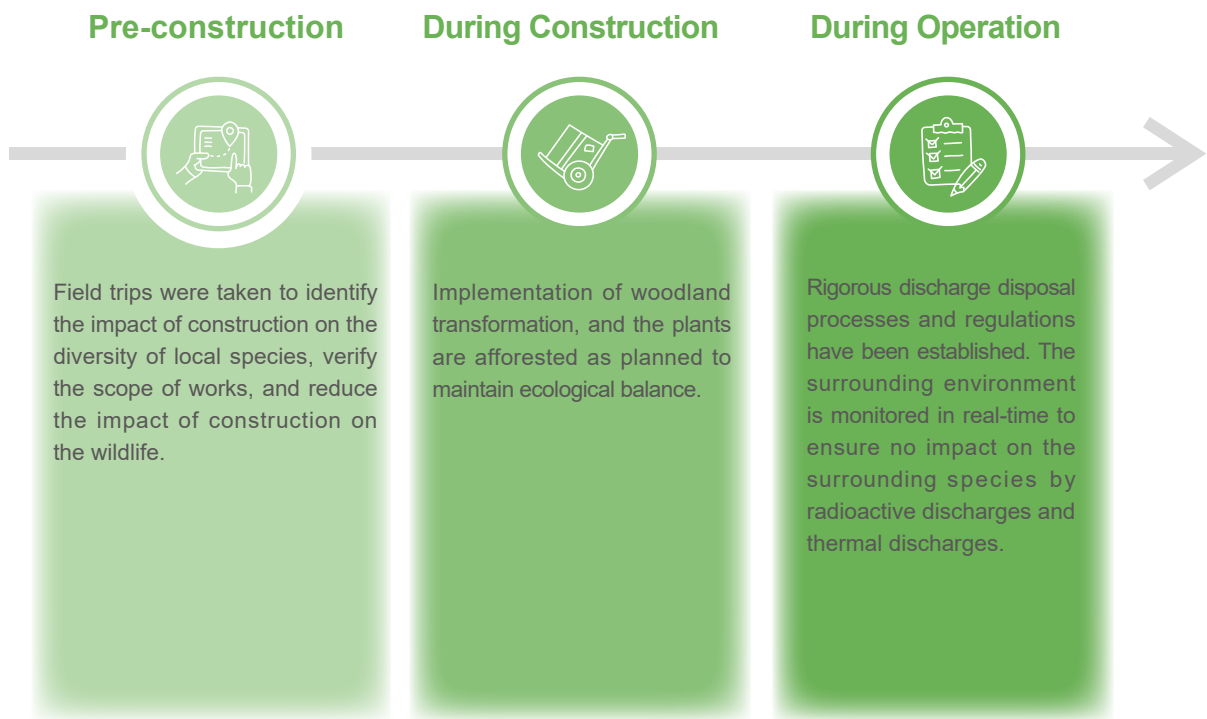 Pre-construction
During Construction
During Operation
Field trips were taken to identify
the impact of construction on the
diversity of local species, verify
the scope of works, and reduce
the impact of construction on
the wildlife.
Implementation of woodland
transformation, and the plants
are afforested as planned to
maintain ecological balance.
Rigorous discharge disposal
processes and regulations
have been established. The
surrounding environment
is monitored in real-time to
ensure no impact on the
surrounding species by
radioactive discharges and
thermal discharges.